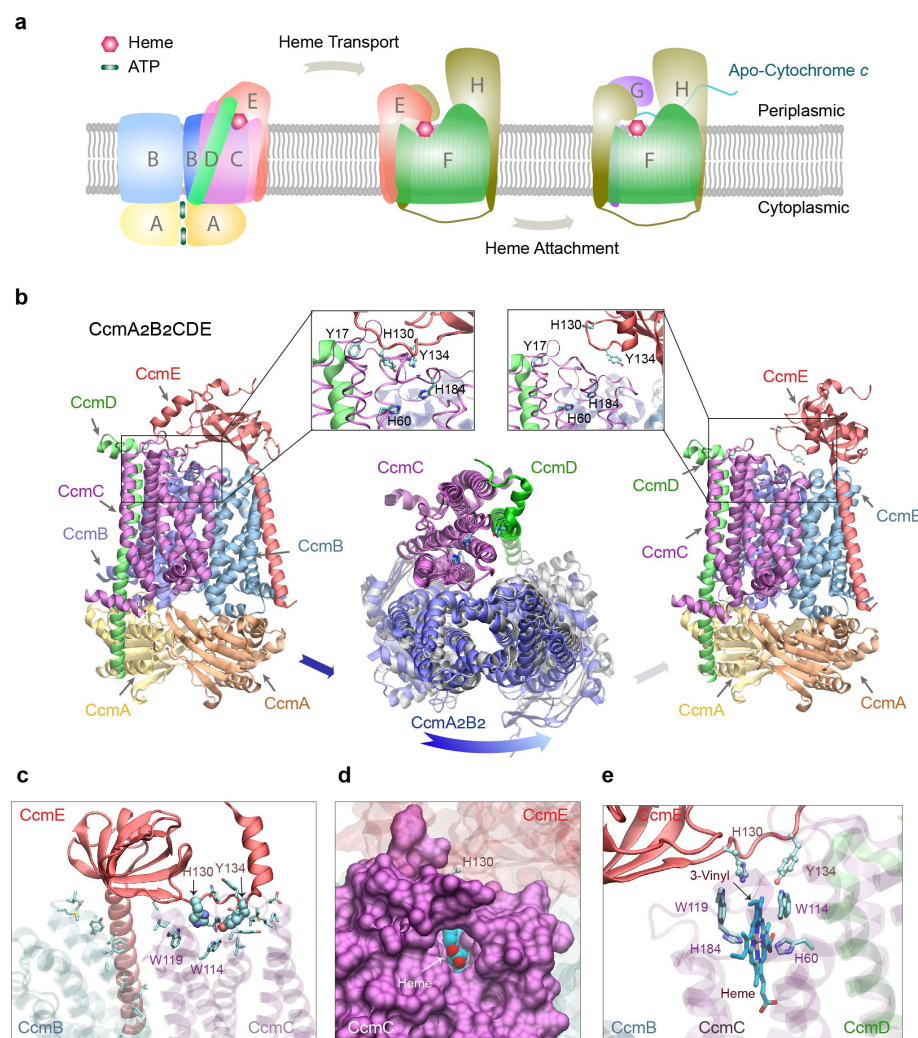 a
Heme
ATP
Heme Transport
Apo-Cytochrome c
Periplasmic
Cytoplasmic
B
B
D
C
E
A
A
E
H
F
G
H
F
Heme Attachment
b
CcmA2B2CDE
CcmE
CcmD
CcmC
CcmB
CcmB
CcmA
CcmA
Y17
H130
Y134
H184
H60
H130
Y17
Y134
H184
H60
CcmC
CcmD
CcmA2B2
CcmE
CcmD
CcmC
CcmA
CcmA
c
CcmE
H130
Y134
W119
W114
CcmB
CcmC
d
CcmE
H130
Heme
CcmC
e
CcmE
H130
3-Vinyl
Y134
W119
W114
H184
H60
Heme
CcmB
CcmC
CcmD